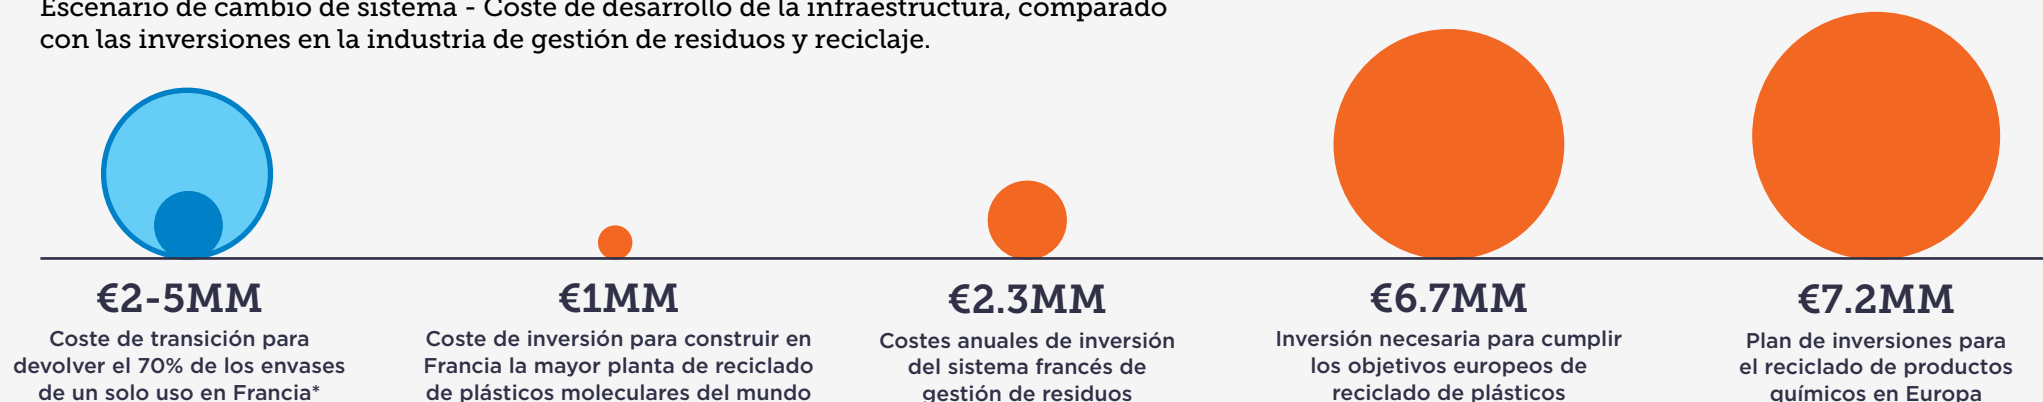 Escenario de cambio de sistema - Coste de desarrollo de la infraestructura, comparado
con las inversiones en la industria de gestión de residuos y reciclaje.
€2-5MM
Coste de transición para
devolver el 70% de los envases
de un solo uso en Francia*
€1MM
Coste de inversión para construir en
Francia la mayor planta de reciclado
de plásticos moleculares del mundo
€2.3MM
Costes anuales de inversión
del sistema francés de
gestión de residuos
€6.7MM
Inversión necesaria para cumplir
los objetivos europeos de
reciclado de plásticos
€7.2MM
Plan de inversiones para
el reciclado de productos
químicos en Europa